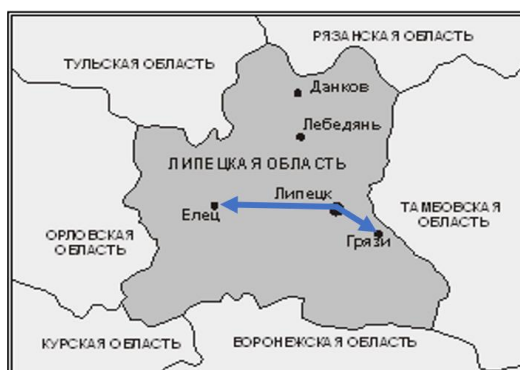 РЯЗАНСКАЯ ОБЛАСТЬ
ТУЛЬСКАЯ ОБЛАСТЬ
Данков
Лебедянь
ЛИПЕЦКАЯ ОБЛАСТЬ
Липецк
Елец
ТАМБОВСКАЯ
ОБЛАСТЬ
ОРЛОВСКАЯ
ОБЛАСТЬ
Грязи
КУРСКАЯ ОБЛАСТЬ
ВОРОНЕЖСКАЯ ОБЛАСТЬ